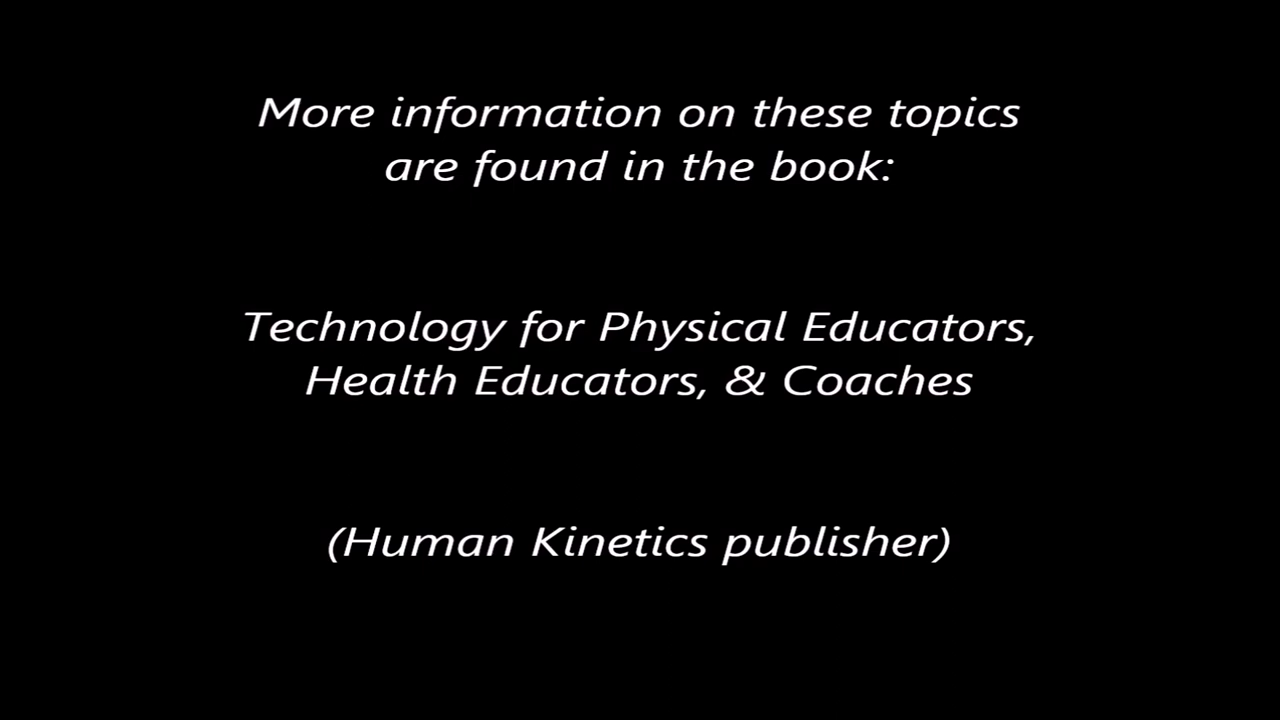 More information on these topics
are found in the book:
Technology for Physical Educators,
Health Educators, & Coaches
(Human Kinetics publisher)